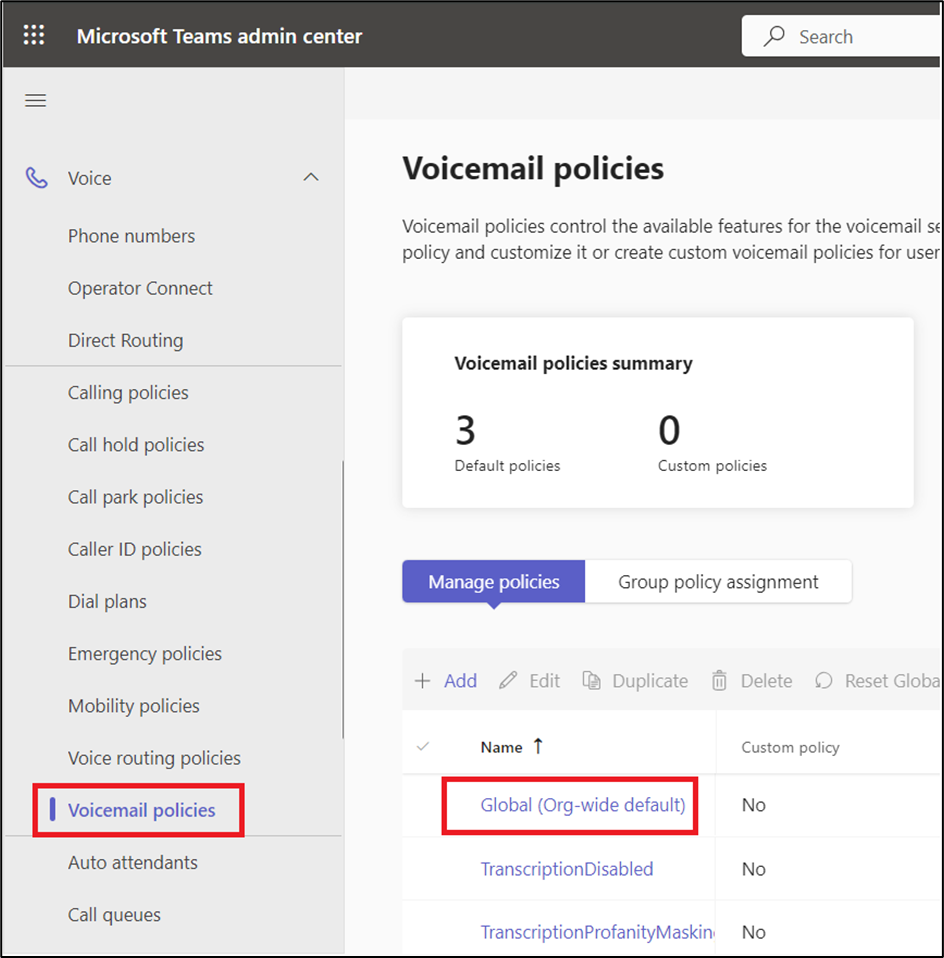 Microsoft Teams admin center
Search
Voice
Phone numbers
Operator Connect
Direct Routing
Calling policies
Call hold policies
Call park policies
Caller ID policies
Dial plans
Emergency policies
Mobility policies
Voice routing policies
Voicemail policies
Auto attendants
Call queues
Voicemail policies
Voicemail policies control the available features for the voicemail se
policy and customize it or create custom voicemail policies for user
Voicemail policies summary
3
0
Default policies
Custom policies
Manage policies
Group policy assignment
Add
Edit
Duplicate
Delete
Reset Globa
Name
Custom policy
Global (Org-wide default)
No
TranscriptionDisabled
No
TranscriptionProfanityMaskin
No